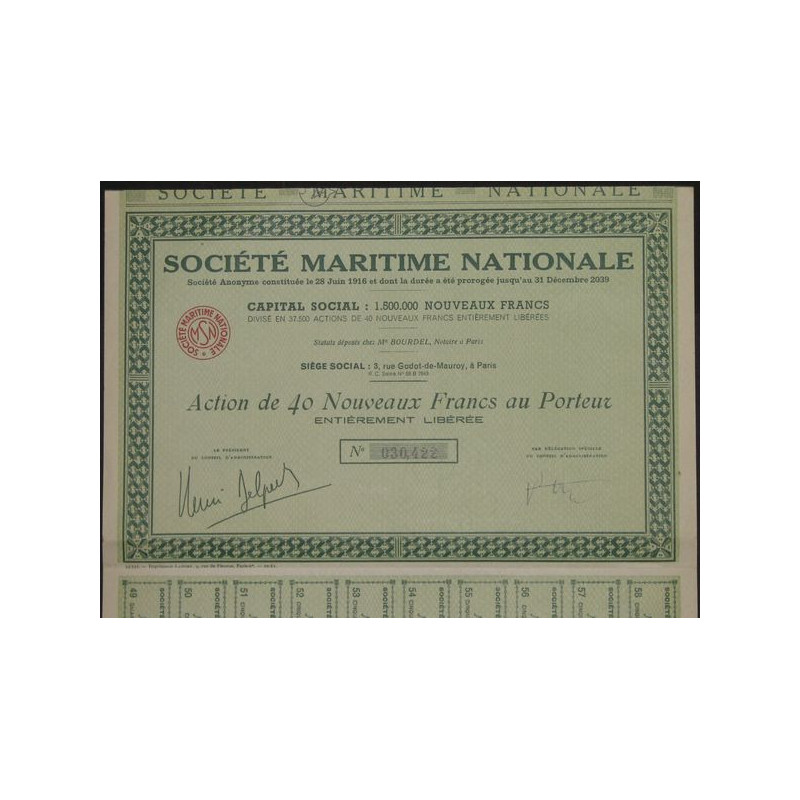 SOCIÉTÉ MARITIME NATIONALE
SOCIÉTÉ MARITIME NATIONALE
Société Anonyme constituée le 28 Juin 1916 et dont la durée a été prorogée jusqu'au 31 Décembre 2039
CAPITAL SOCIAL : 1.500.000 NOUVEAUX FRANCS
DIVISÉ EN 37.500 ACTIONS DE 40 NOUVEAUX FRANCS ENTIÈREMENT LIBÉRÉES
SOCIÉTÉ MARITIME NATIONALE
MSN
Statuts déposés chez Me BOURDEL, Notaire à Paris
SIÈGE SOCIAL : 3, rue Godot-de-Mauroy, à Paris
Action de 40 Nouveaux Francs au Porteur
ENTIÈREMENT LIBÉRÉE
LE PRÉSIDENT
DU CONSEIL D'ADMINISTRATION
No 030,422
PAR DÉLÉGATION SPÉCIALE
DU CONSEIL D'ADMINISTRATION
Henri Delpech
49 50 51 52 53 54 55 56 57 58